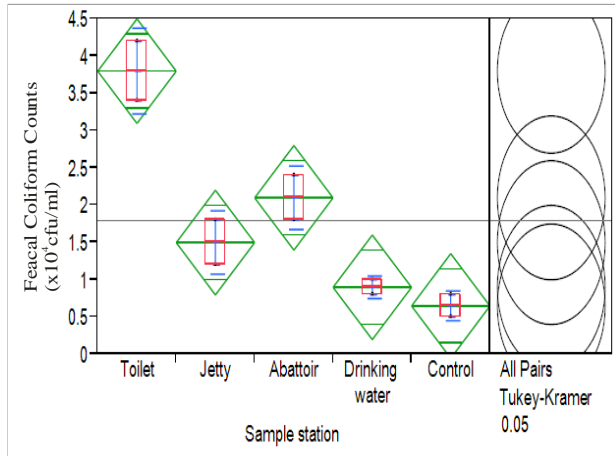 Feacal Coliform Counts
(x10⁴cfu/ml)
4.5
4
3.5
3
2.5
2
1.5
1
0.5
0
Toilet
Jetty
Abattoir
Drinking
water
Control
All Pairs
Tukey-Kramer
0.05
Sample station